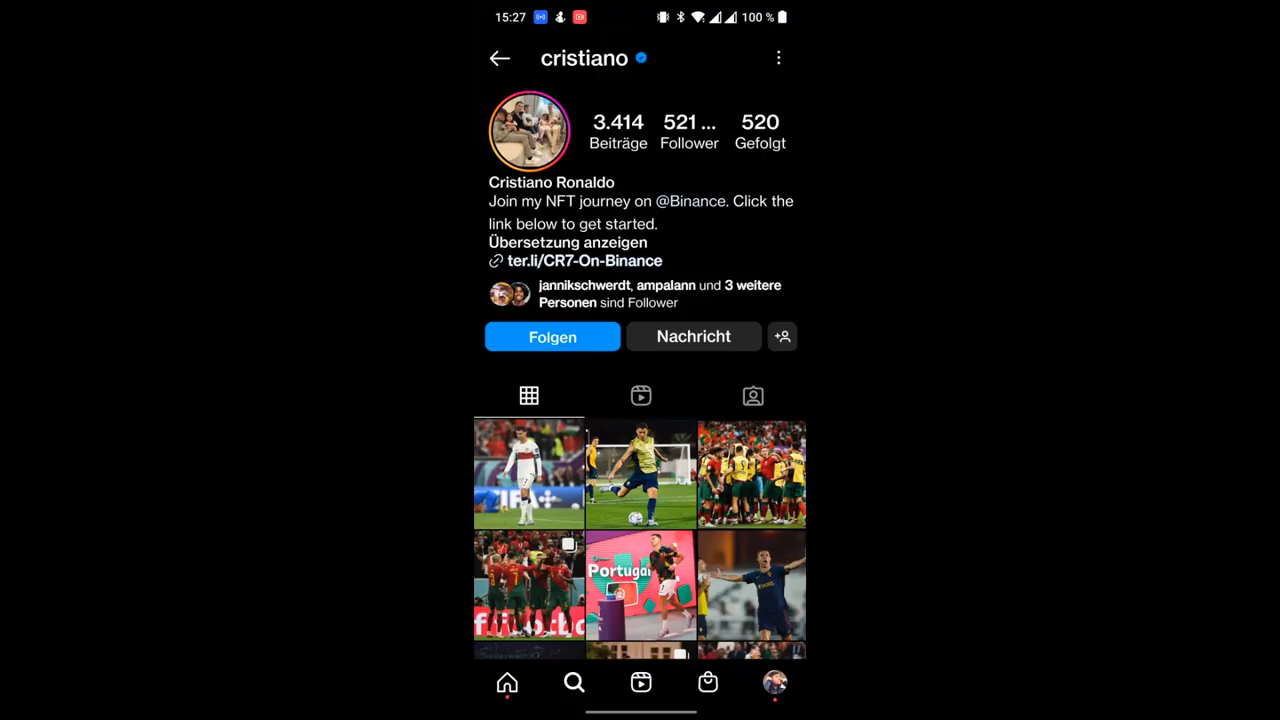 15:27
100 %
cristiano
3.414
521 ...
520
Beiträge
Follower
Gefolgt
Cristiano Ronaldo
Join my NFT journey on @Binance. Click the
link below to get started.
Übersetzung anzeigen
ter.li/CR7-On-Binance
jannikschwerdt, ampalann und 3 weitere
Personen sind Follower
Folgen
Nachricht
FIFA
Portugal